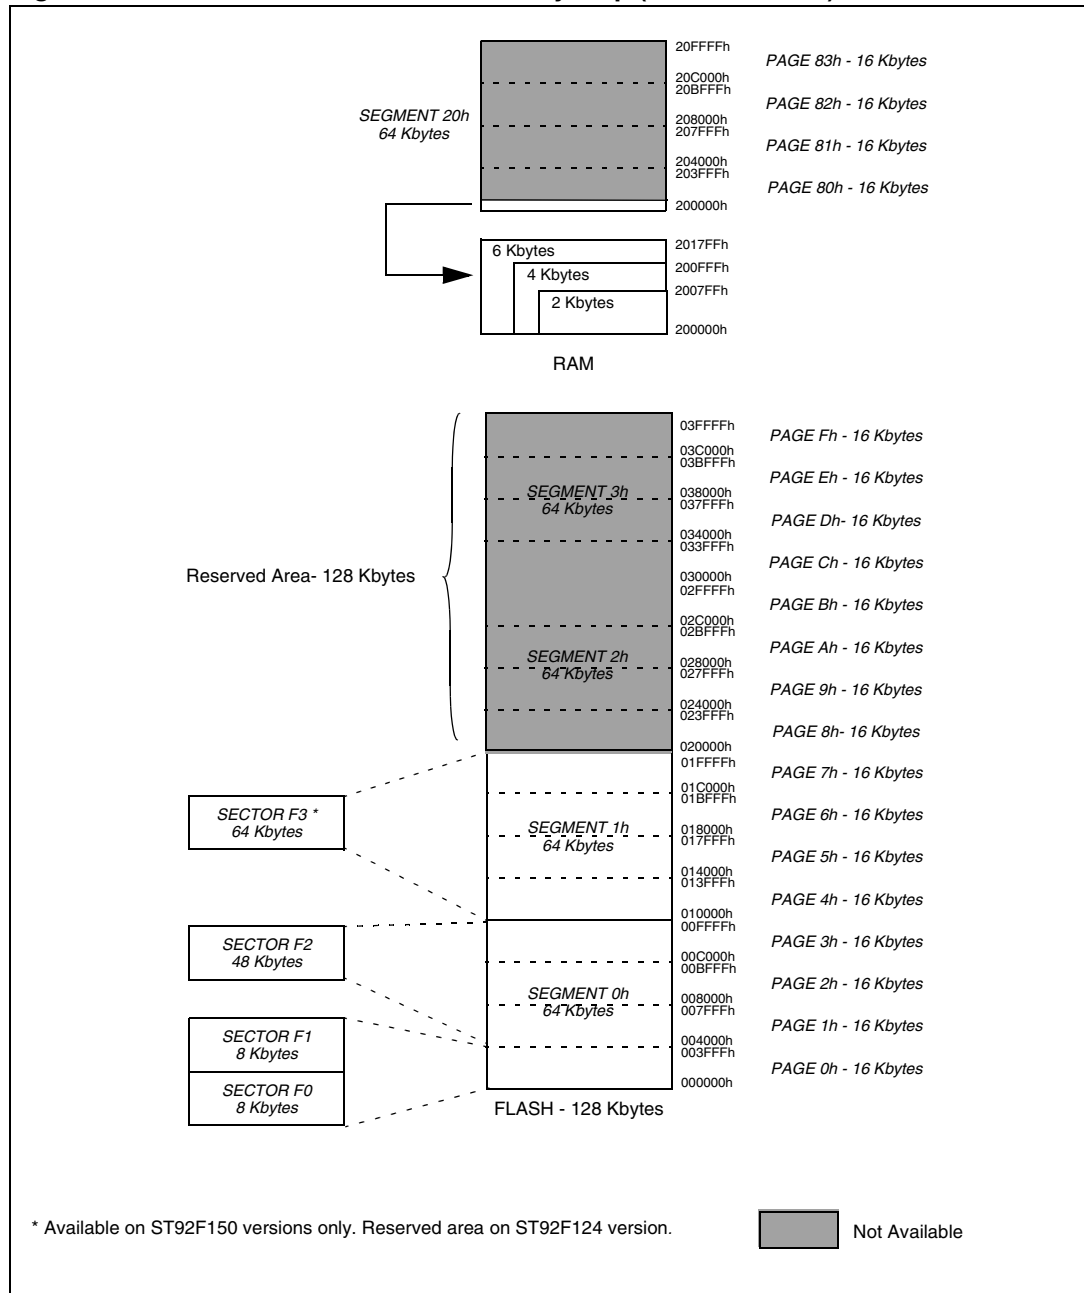 20FFFFh
PAGE 83h - 16 Kbytes
20C000h
20BFFFh
PAGE 82h - 16 Kbytes
SEGMENT 20h
64 Kbytes
208000h
207FFFh
PAGE 81h - 16 Kbytes
204000h
203FFFh
PAGE 80h - 16 Kbytes
200000h
6 Kbytes
2017FFh
4 Kbytes
200FFFh
2 Kbytes
2007FFh
200000h
RAM
03FFFFh
PAGE Fh - 16 Kbytes
03C000h
03BFFFh
PAGE Eh - 16 Kbytes
SEGMENT 3h
64 Kbytes
038000h
037FFFh
PAGE Dh- 16 Kbytes
034000h
033FFFh
PAGE Ch - 16 Kbytes
Reserved Area- 128 Kbytes
030000h
02FFFFh
PAGE Bh - 16 Kbytes
02C000h
02BFFFh
PAGE Ah - 16 Kbytes
SEGMENT 2h
64 Kbytes
028000h
027FFFh
PAGE 9h - 16 Kbytes
024000h
023FFFh
PAGE 8h- 16 Kbytes
020000h
01FFFFh
PAGE 7h - 16 Kbytes
01C000h
01BFFFh
SECTOR F3 *
64 Kbytes
PAGE 6h - 16 Kbytes
SEGMENT 1h
64 Kbytes
018000h
017FFFh
PAGE 5h - 16 Kbytes
014000h
013FFFh
PAGE 4h - 16 Kbytes
010000h
00FFFFh
SECTOR F2
48 Kbytes
PAGE 3h - 16 Kbytes
00C000h
00BFFFh
PAGE 2h - 16 Kbytes
SEGMENT 0h
64 Kbytes
008000h
007FFFh
SECTOR F1
8 Kbytes
PAGE 1h - 16 Kbytes
004000h
003FFFh
PAGE 0h - 16 Kbytes
SECTOR F0
8 Kbytes
000000h
FLASH - 128 Kbytes
* Available on ST92F150 versions only. Reserved area on ST92F124 version.
Not Available